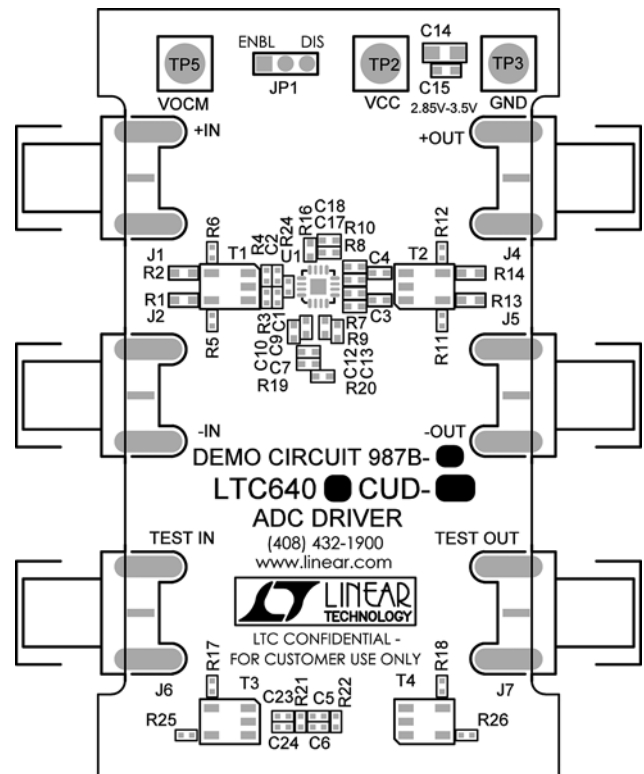 ENBL DIS C14
TP5 TP2 TP3
VOCM JP1 VCC C15 GND
2.85V-3.5V
+IN +OUT
R6 R16 C18 R12
R4 C2 R24 C17 R10
J1 T1 U1 R8 C4 T2 J4
R2 R14
R1 R13
J2 R3 C1 C3 J5
R5 R7 R11
C10 C9 R9
C7 C12 C13
R19 R20
-IN -OUT
DEMO CIRCUIT 987B-
LTC640 CUD-
ADC DRIVER
TEST IN (408) 432-1900 TEST OUT
www.linear.com
LT LINEAR
TECHNOLOGY
LTC CONFIDENTIAL -
FOR CUSTOMER USE ONLY
R17 R18
J6 T3 C23 R21 C5 R22 T4 J7
R25 C24 C6 R26